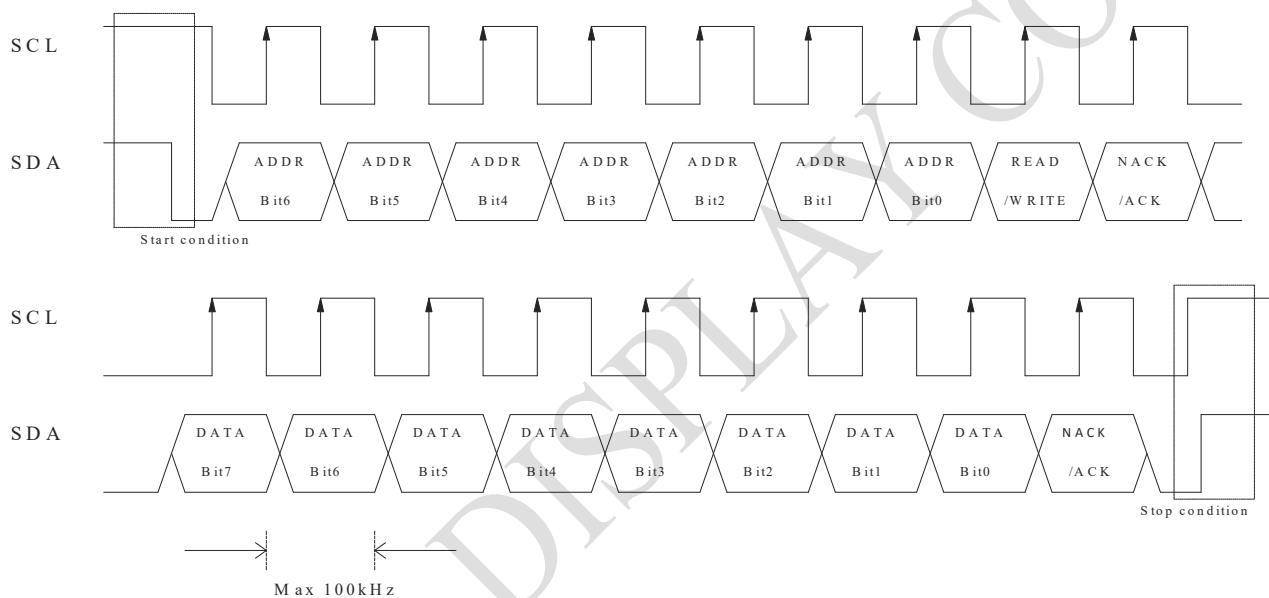 SCL
SDA
ADDR ADDR ADDR ADDR ADDR ADDR ADDR READ NACK
Bit6 Bit5 Bit4 Bit3 Bit2 Bit1 Bit0 /WRITE /ACK
Start condition
SCL
SDA
DATA DATA DATA DATA DATA DATA DATA DATA NACK
Bit7 Bit6 Bit5 Bit4 Bit3 Bit2 Bit1 Bit0 /ACK
Stop condition
Max 100kHz
DISPLAY CO